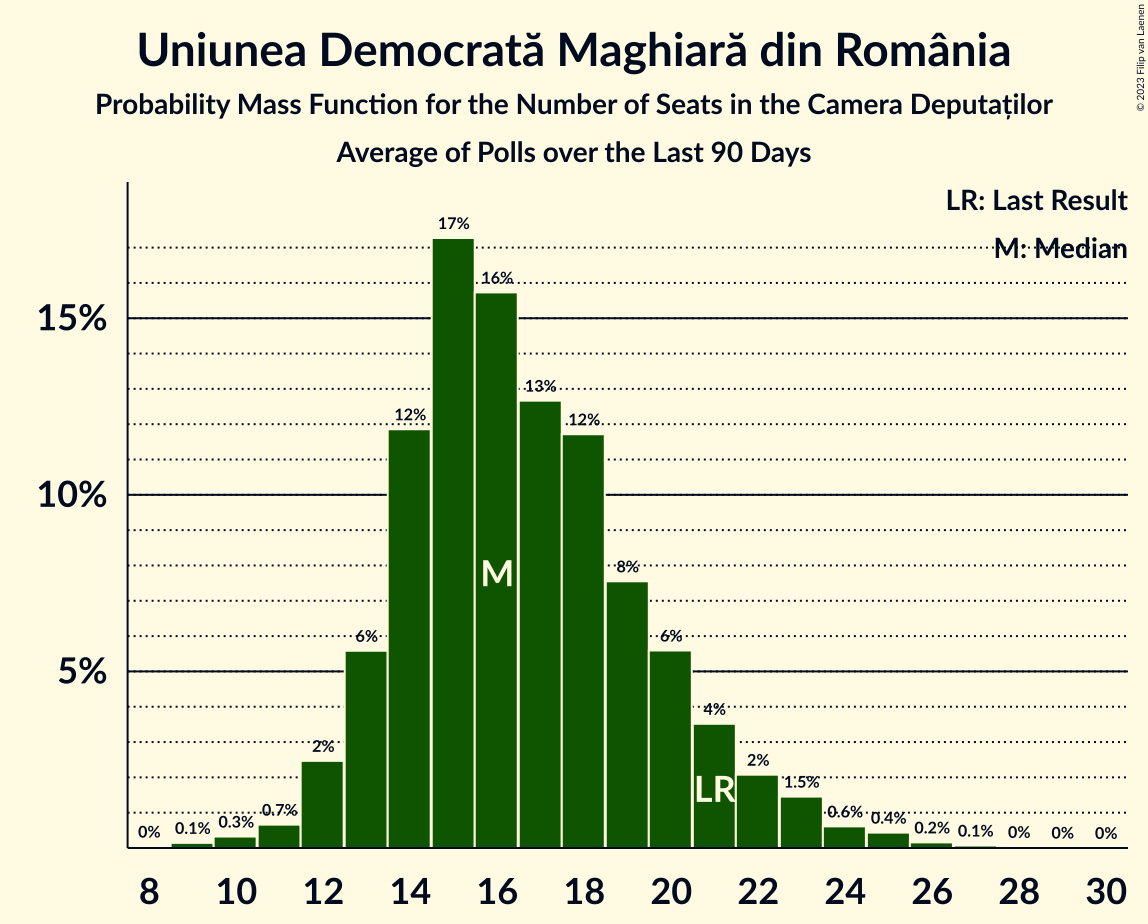 Uniunea Democrată Maghiară din România
Probability Mass Function for the Number of Seats in the Camera Deputaților
Average of Polls over the Last 90 Days
© 2023 Filip van Laenen
LR: Last Result
M: Median
15%
10%
5%
0%
0.1%
0.3%
0.7%
2%
6%
12%
17%
16%
13%
12%
8%
6%
4%
2%
1.5%
0.6%
0.4%
0.2%
0.1%
0%
0%
0%
M
LR
8 10 12 14 16 18 20 22 24 26 28 30